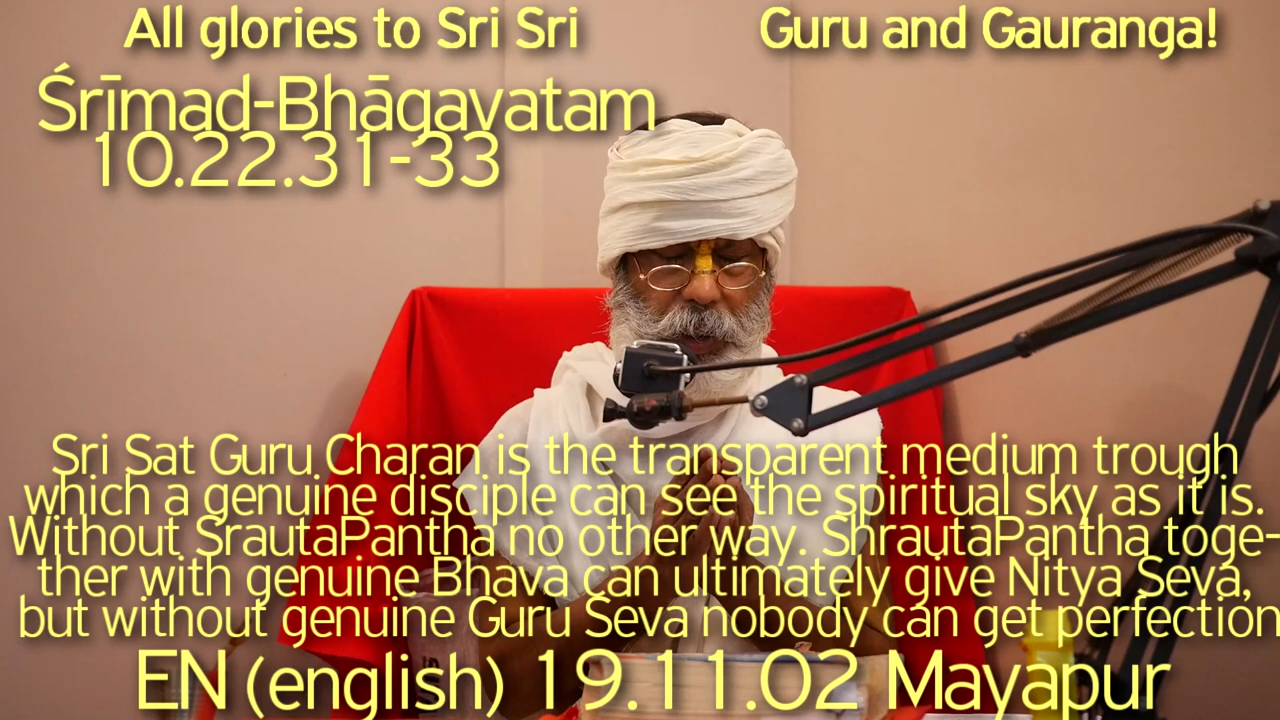 All glories to Sri Sri Guru and Gauranga!
Śrīmad-Bhāgavatam
10.22.31-33
Sri Sat Guru Charan is the transparent medium trough
which a genuine disciple can see the spiritual sky as it is.
Without SrautaPantha no other way. ShrautaPantha toge-
ther with genuine Bhava can ultimately give Nitya Seva,
but without genuine Guru Seva nobody can get perfection
EN (english) 19.11.02 Mayapur